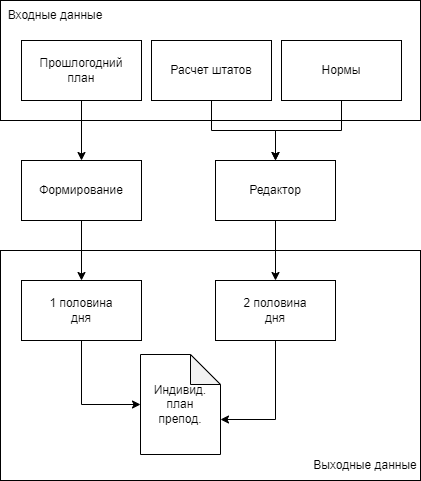 Входные данные
Прошлогодний
план
Расчет штатов
Нормы
Формирование
Редактор
1 половина
дня
2 половина
дня
Индивид.
план
препод.
Выходные данные